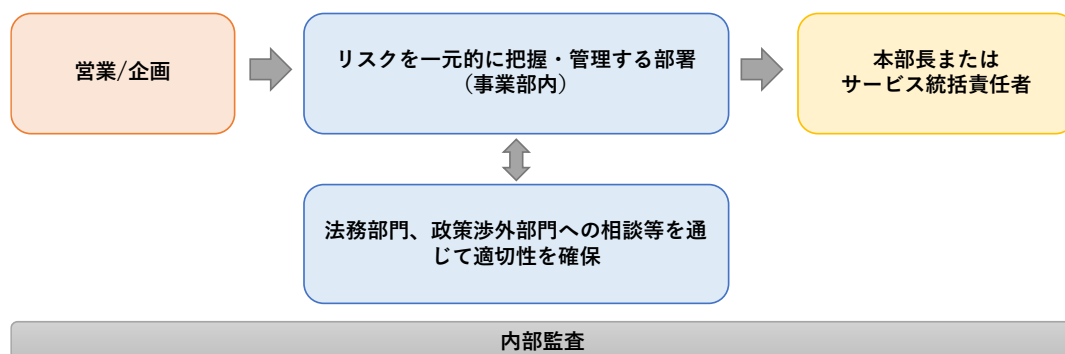 営業/企画
リスクを一元的に把握・管理する部署
（事業部内）
本部長または
サービス統括責任者
法務部門、政策渉外部門への相談等を通
じて適切性を確保
内部監査